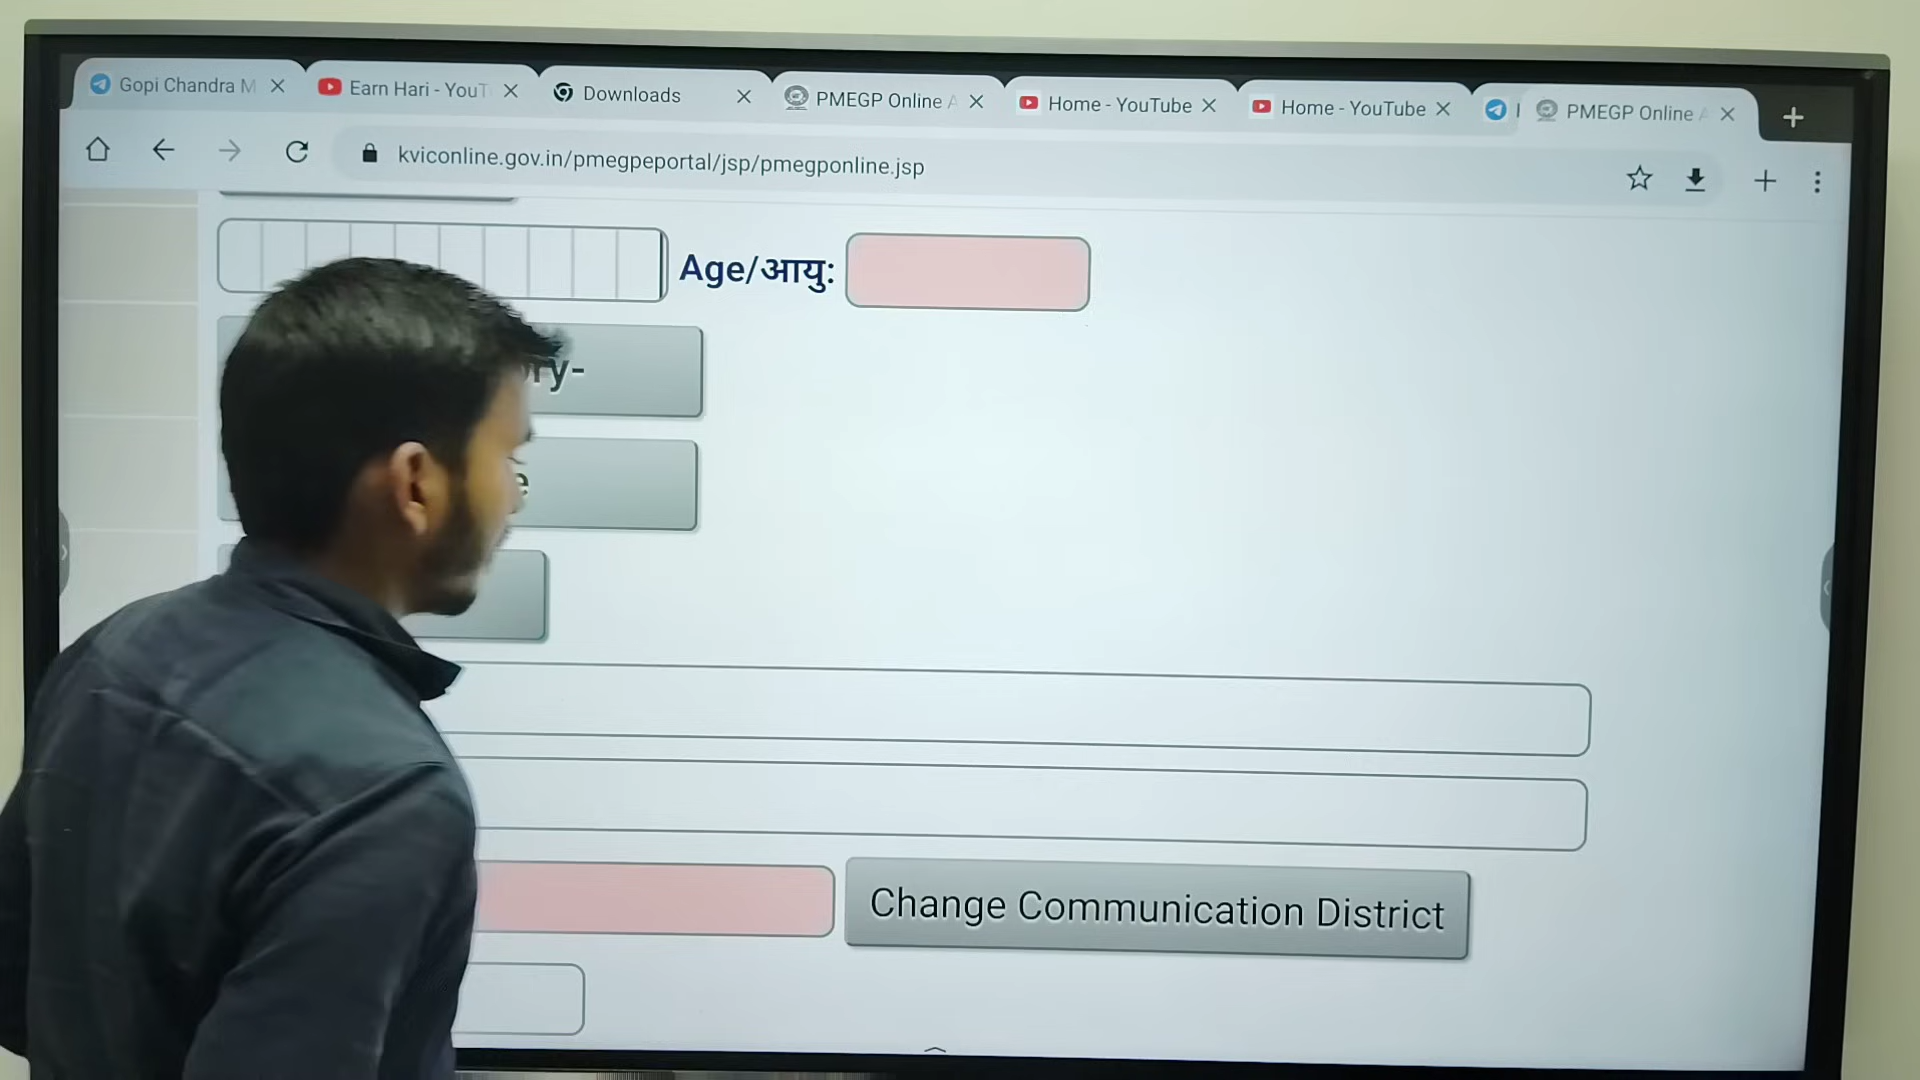 Gopi Chandra M
Earn Hari - YouT
Downloads
PMEGP Online A
Home - YouTube
Home - YouTube
PMEGP Online A
kviconline.gov.in/pmegpeportal/jsp/pmegponline.jsp
Age/आयु:
ry-
e
Change Communication District